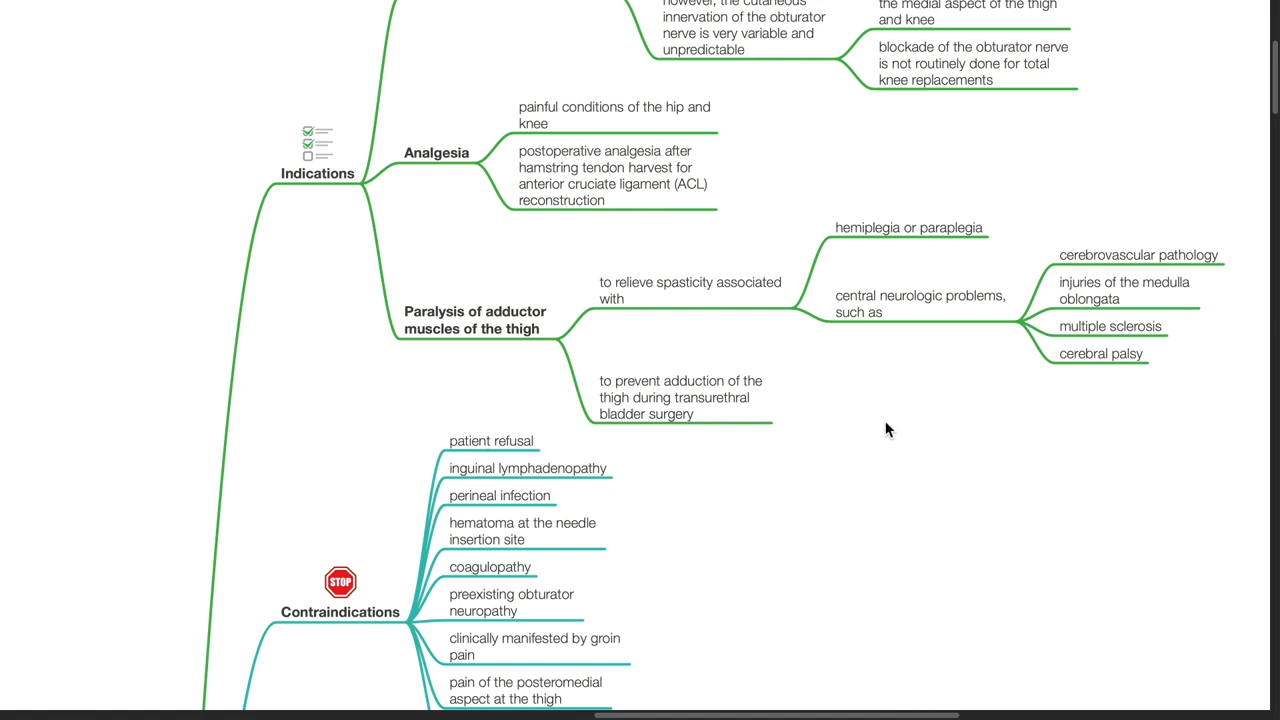 however, the cutaneous
innervation of the obturator
nerve is very variable and
unpredictable
the medial aspect of the thigh
and knee
blockade of the obturator nerve
is not routinely done for total
knee replacements
Indications
Analgesia
painful conditions of the hip and
knee
postoperative analgesia after
hamstring tendon harvest for
anterior cruciate ligament (ACL)
reconstruction
Paralysis of adductor
muscles of the thigh
to relieve spasticity associated
with
hemiplegia or paraplegia
central neurologic problems,
such as
cerebrovascular pathology
injuries of the medulla
oblongata
multiple sclerosis
cerebral palsy
to prevent adduction of the
thigh during transurethral
bladder surgery
STOP
Contraindications
patient refusal
inguinal lymphadenopathy
perineal infection
hematoma at the needle
insertion site
coagulopathy
preexisting obturator
neuropathy
clinically manifested by groin
pain
pain of the posteromedial
aspect at the thigh